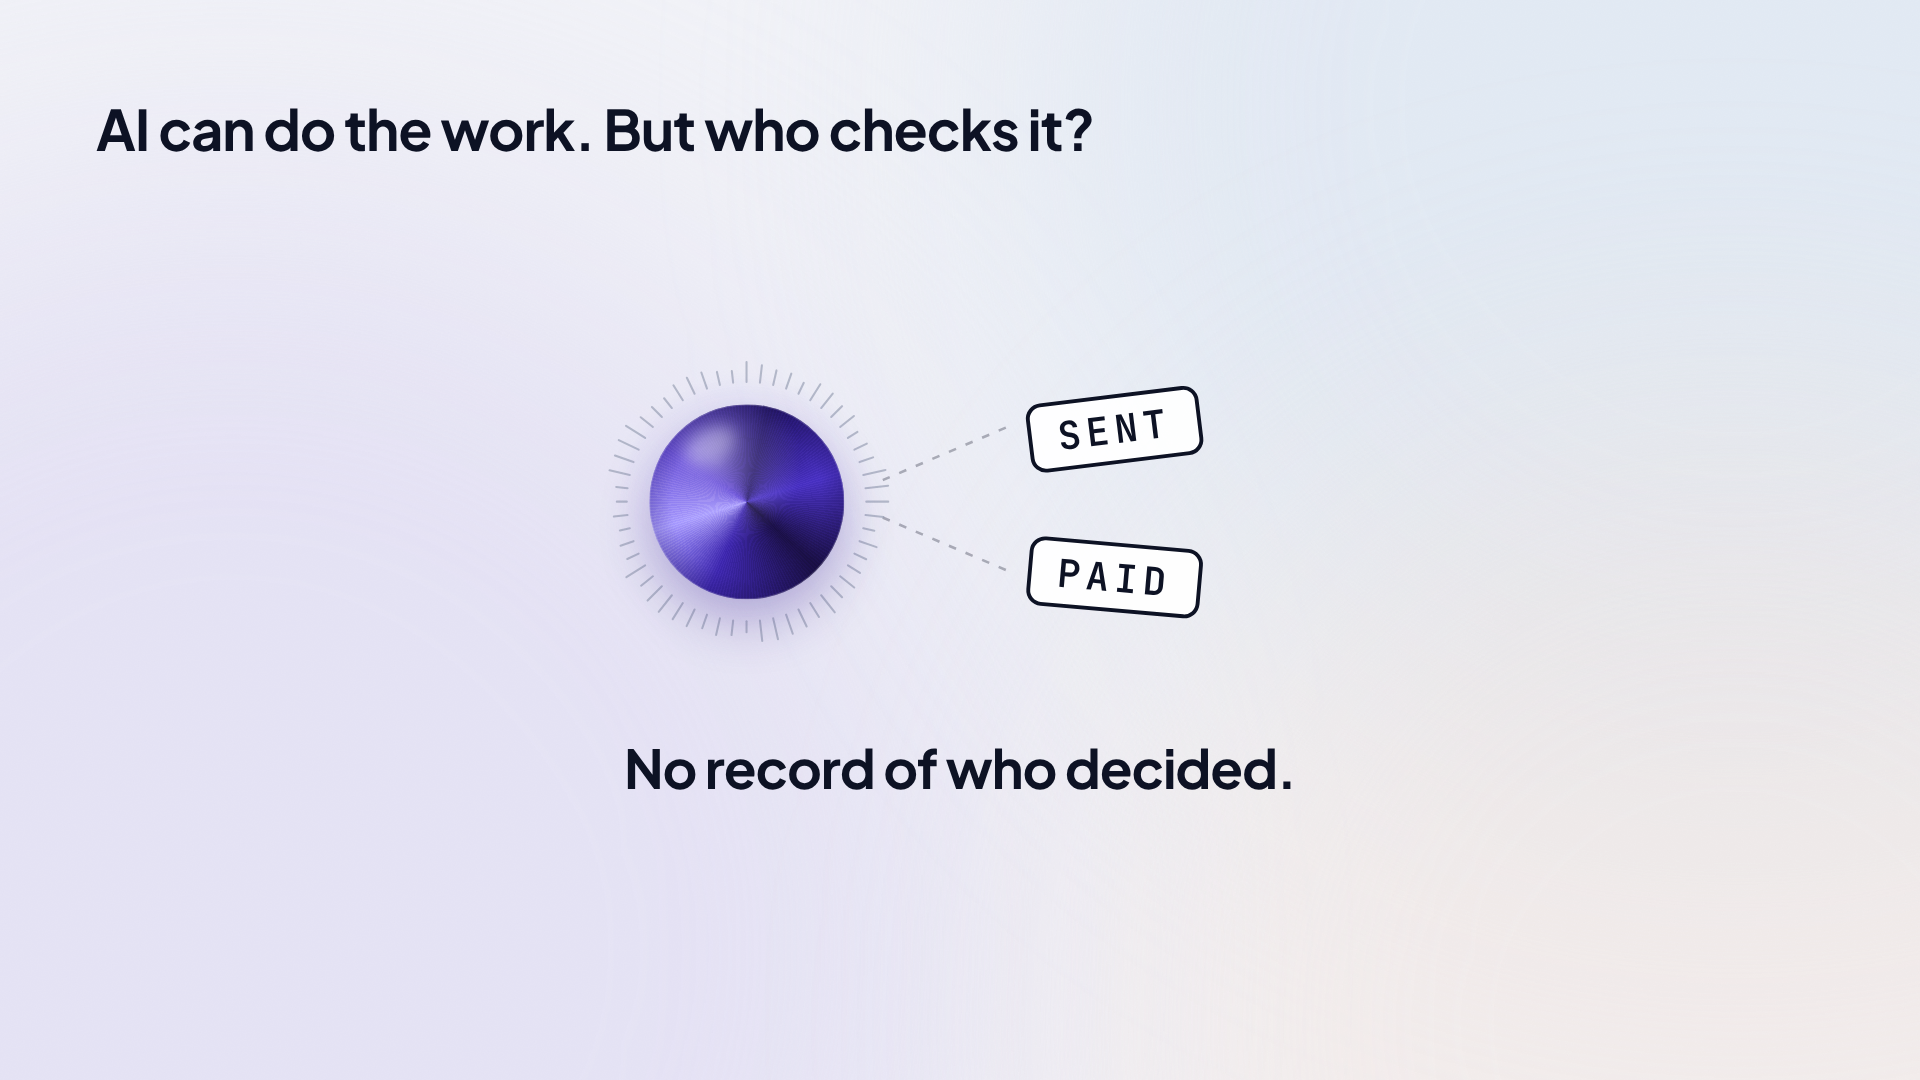 AI can do the work. But who checks it?
SENT
PAID
No record of who decided.